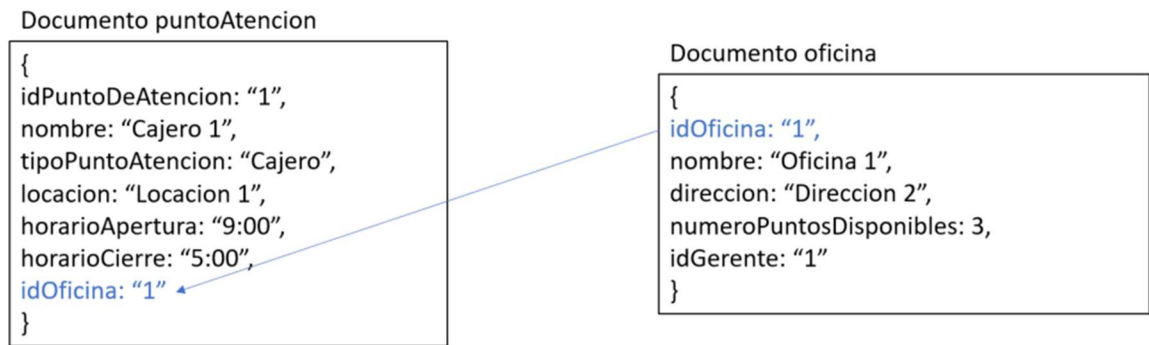 Documento puntoAtencion
{
idPuntoDeAtencion: “1”,
nombre: “Cajero 1”,
tipoPuntoAtencion: “Cajero”,
locacion: “Locacion 1”,
horarioApertura: “9:00”,
horarioCierre: “5:00”,
idOficina: “1”
}
Documento oficina
{
idOficina: “1”,
nombre: “Oficina 1”,
direccion: “Direccion 2”,
numeroPuntosDisponibles: 3,
idGerente: “1”
}